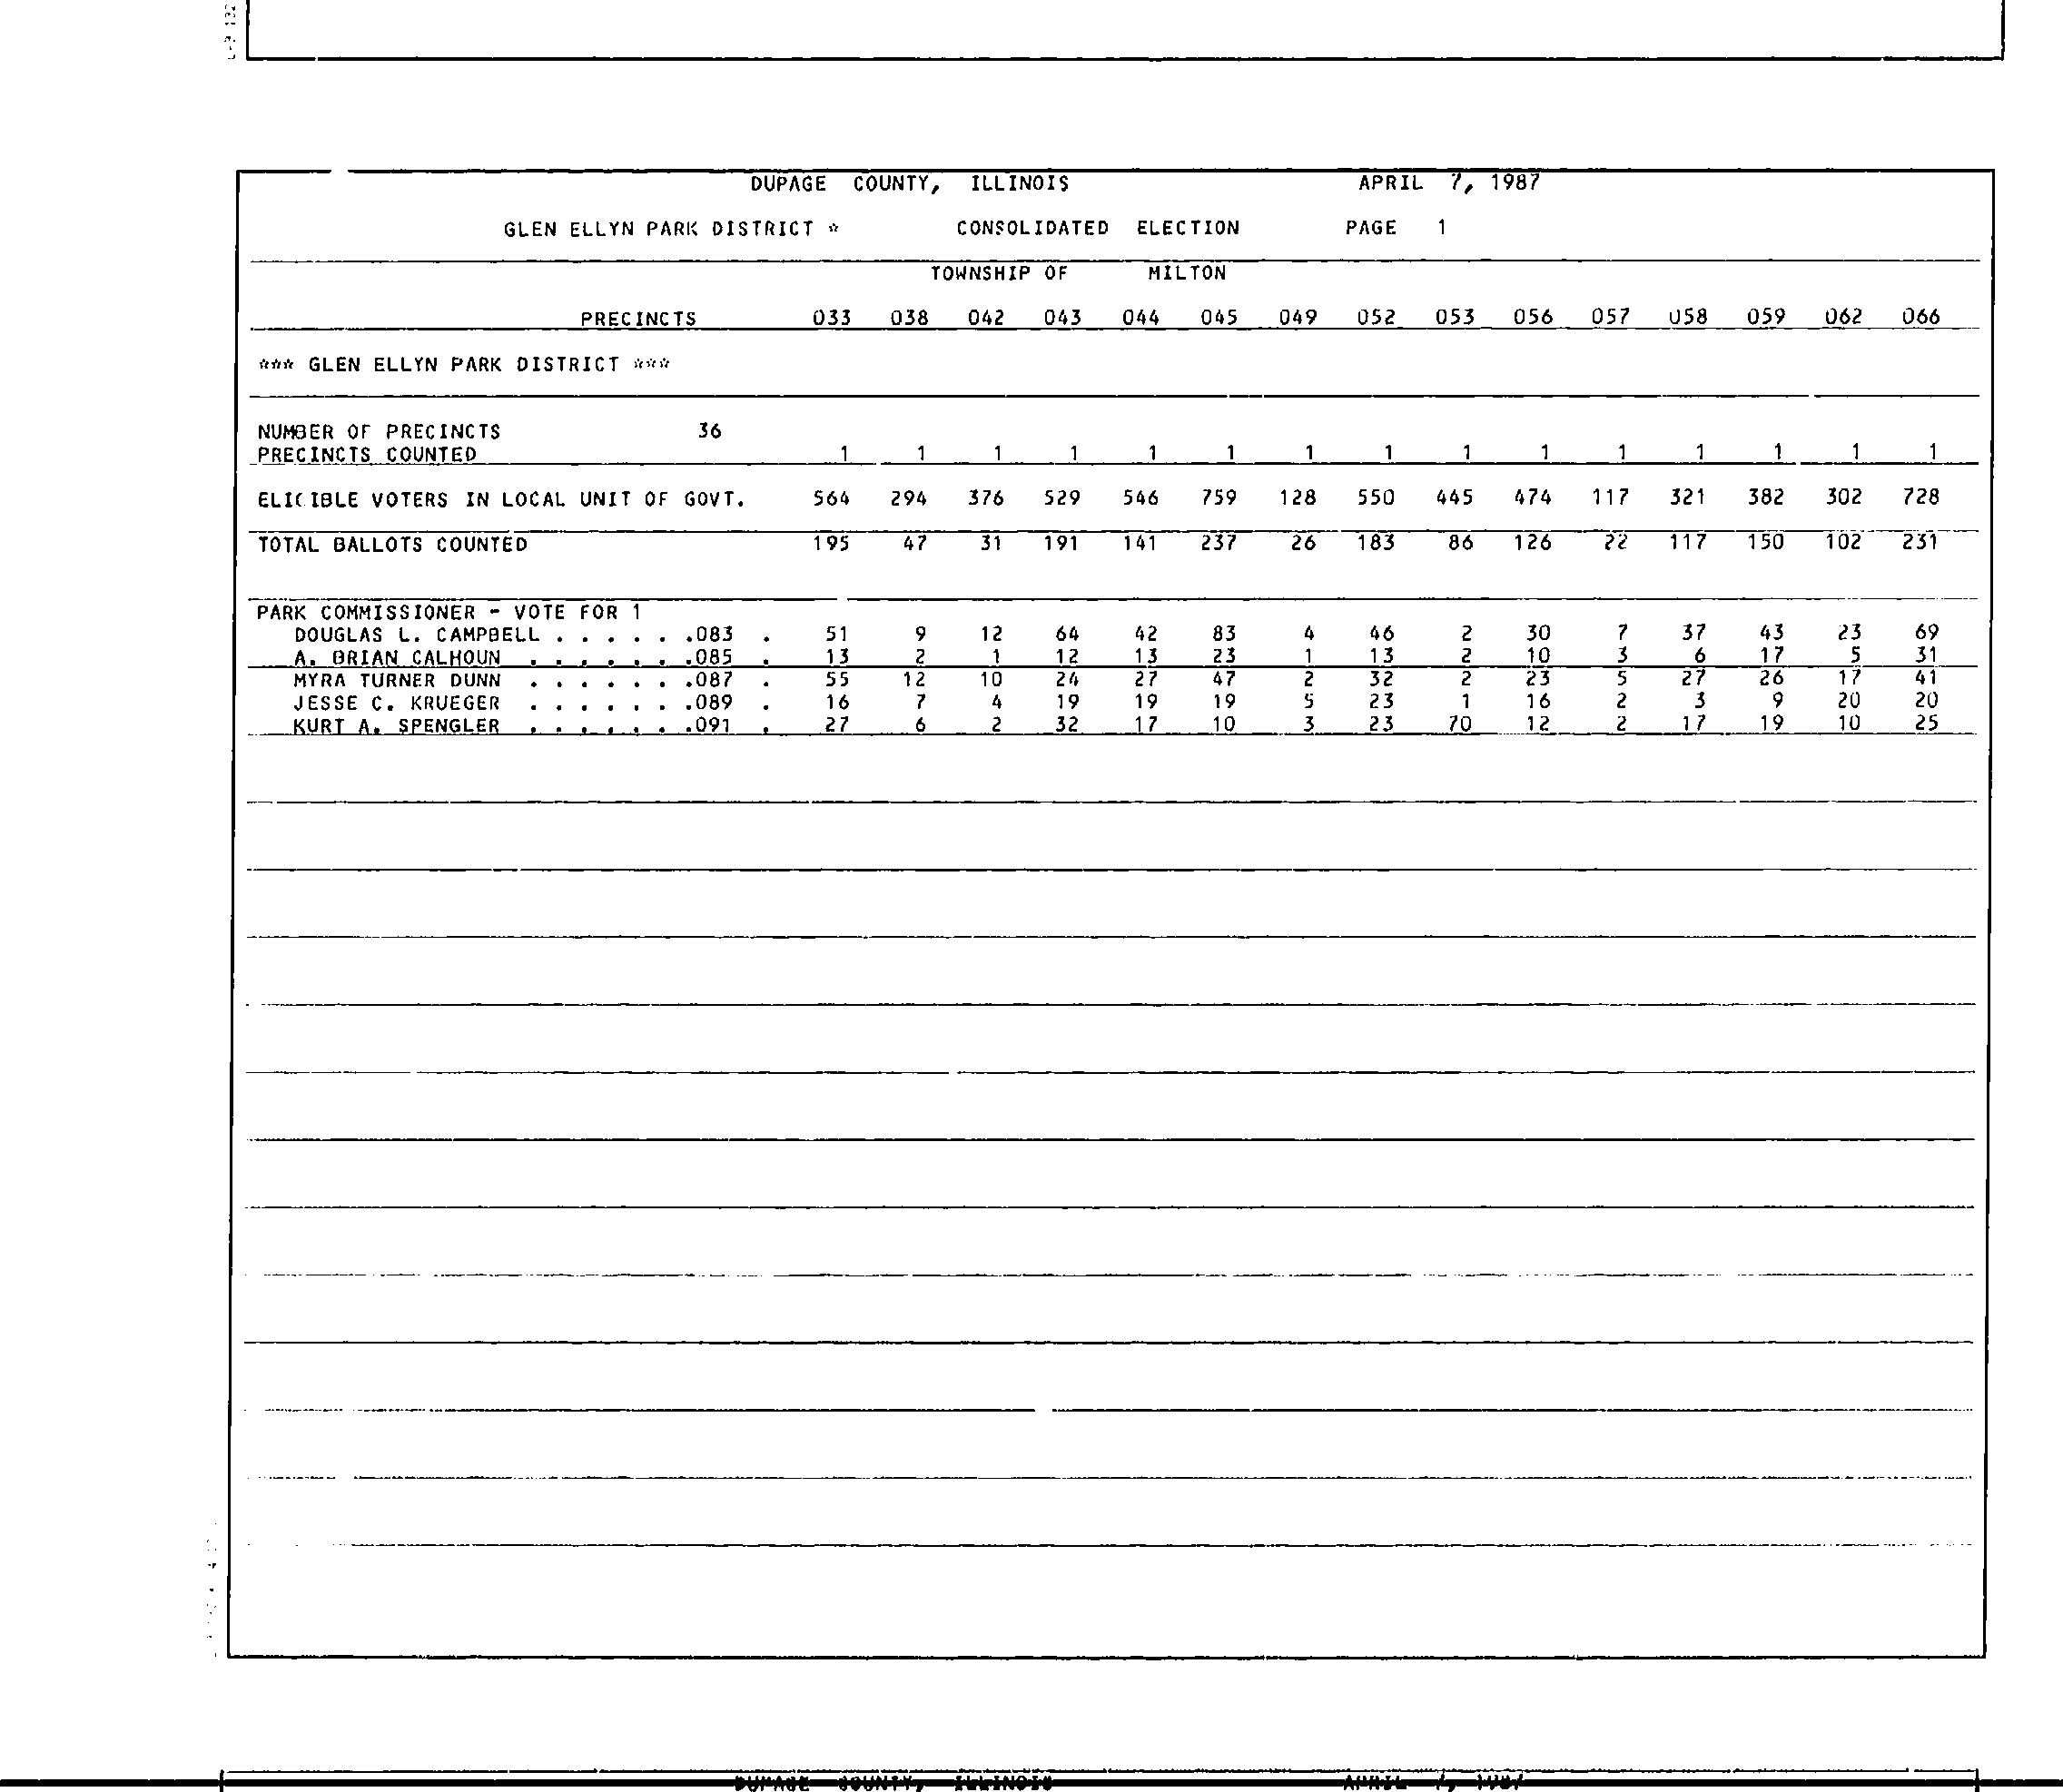 DUPAGE COUNTY, ILLINOIS APRIL 7, 1987
GLEN ELLYN PARK DISTRICT * CONSOLIDATED ELECTION PAGE 1
TOWNSHIP OF MILTON
PRECINCTS 033 038 042 043 044 045 049 052 053 056 057 058 059 062 066
*** GLEN ELLYN PARK DISTRICT ***
NUMBER OF PRECINCTS 36
PRECINCTS COUNTED 1 1 1 1 1 1 1 1 1 1 1 1 1 1 1
ELIGIBLE VOTERS IN LOCAL UNIT OF GOVT. 564 294 376 529 546 759 128 550 445 474 117 321 382 302 728
TOTAL BALLOTS COUNTED 195 47 31 191 141 237 26 183 86 126 22 117 150 102 231
PARK COMMISSIONER - VOTE FOR 1
DOUGLAS L. CAMPBELL . . . . . .083 . 51 9 12 64 42 83 4 46 2 30 7 37 43 23 69
A. BRIAN CALHOUN . . . . . . .085 . 13 2 1 12 13 23 1 13 2 10 3 6 17 5 31
MYRA TURNER DUNN . . . . . . .087 . 55 12 10 24 27 47 2 32 2 23 5 27 26 17 41
JESSE C. KRUEGER . . . . . . .089 . 16 7 4 19 19 19 5 23 1 16 2 3 9 20 20
KURT A. SPENGLER . . . . . . .091 . 27 6 2 32 17 10 3 23 70 12 2 17 19 10 25
DUPAGE COUNTY, ILLINOIS APRIL 7, 1987